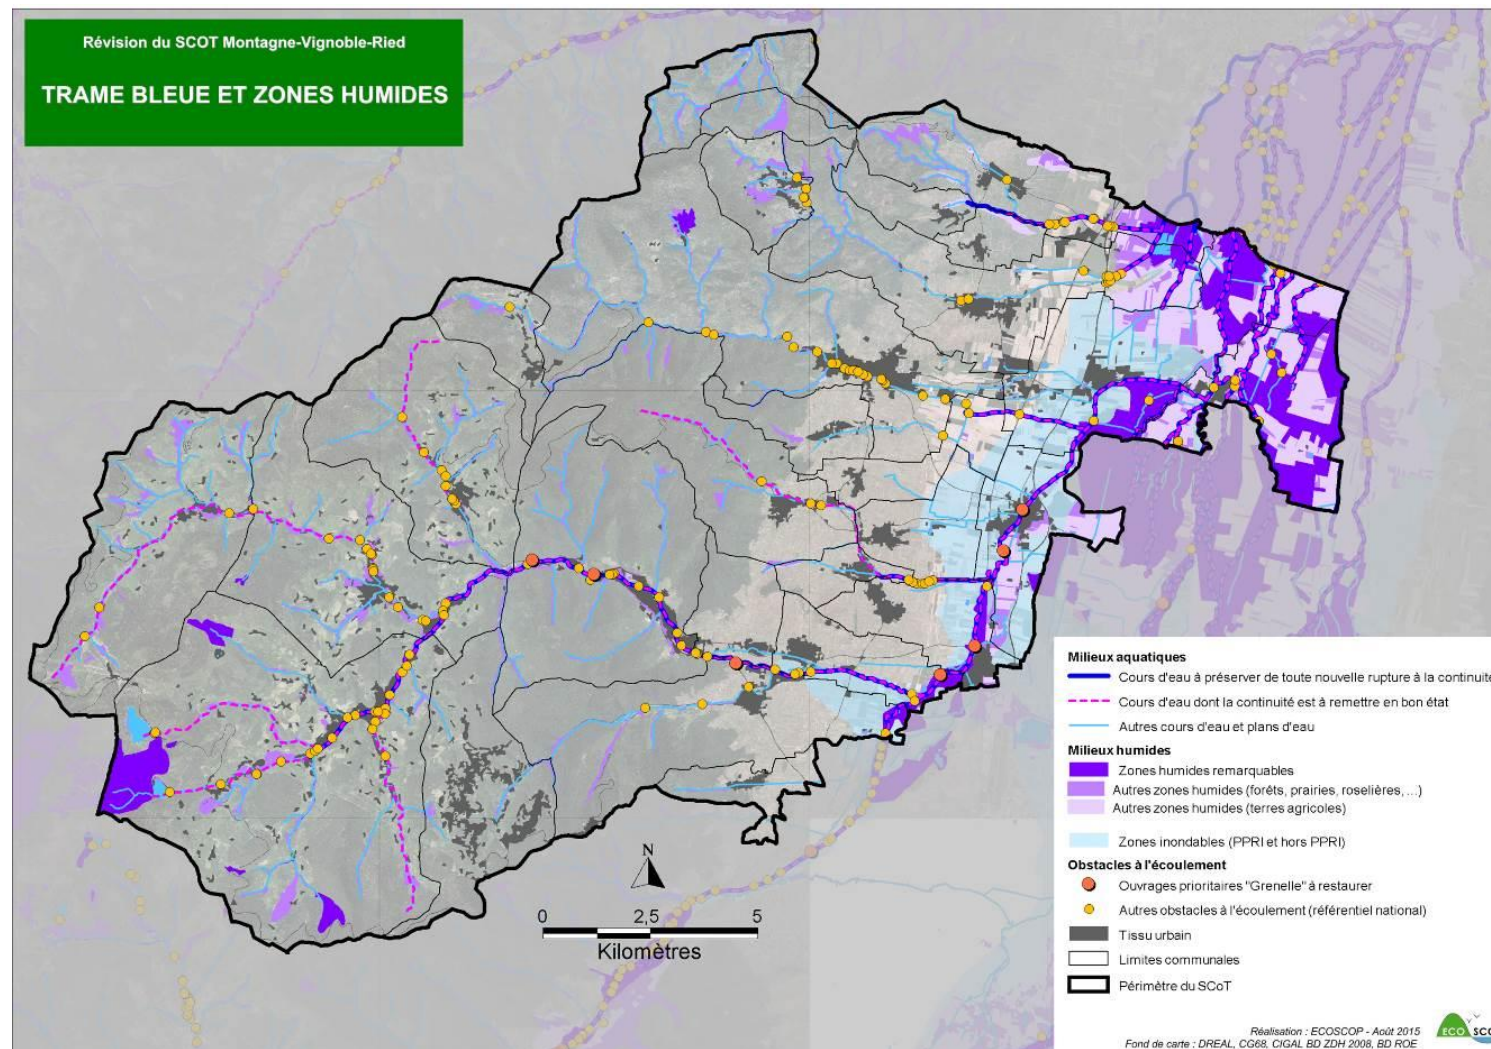 Révision du SCOT Montagne-Vignoble-Ried
TRAME BLEUE ET ZONES HUMIDES
N
0 2,5 5
Kilomètres
Milieux aquatiques
Cours d'eau à préserver de toute nouvelle rupture à la continuité
Cours d'eau dont la continuité est à remettre en bon état
Autres cours d'eau et plans d'eau
Milieux humides
Zones humides remarquables
Autres zones humides (forêts, prairies, roselières, ...)
Autres zones humides (terres agricoles)
Zones inondables (PPRI et hors PPRI)
Obstacles à l'écoulement
Ouvrages prioritaires "Grenelle" à restaurer
Autres obstacles à l'écoulement (référentiel national)
Tissu urbain
Limites communales
Périmètre du SCoT
Réalisation : ECOSCOP - Août 2015
Fond de carte : DREAL, CG68, CIGAL BD ZDH 2008, BD ROE
ECO SCO